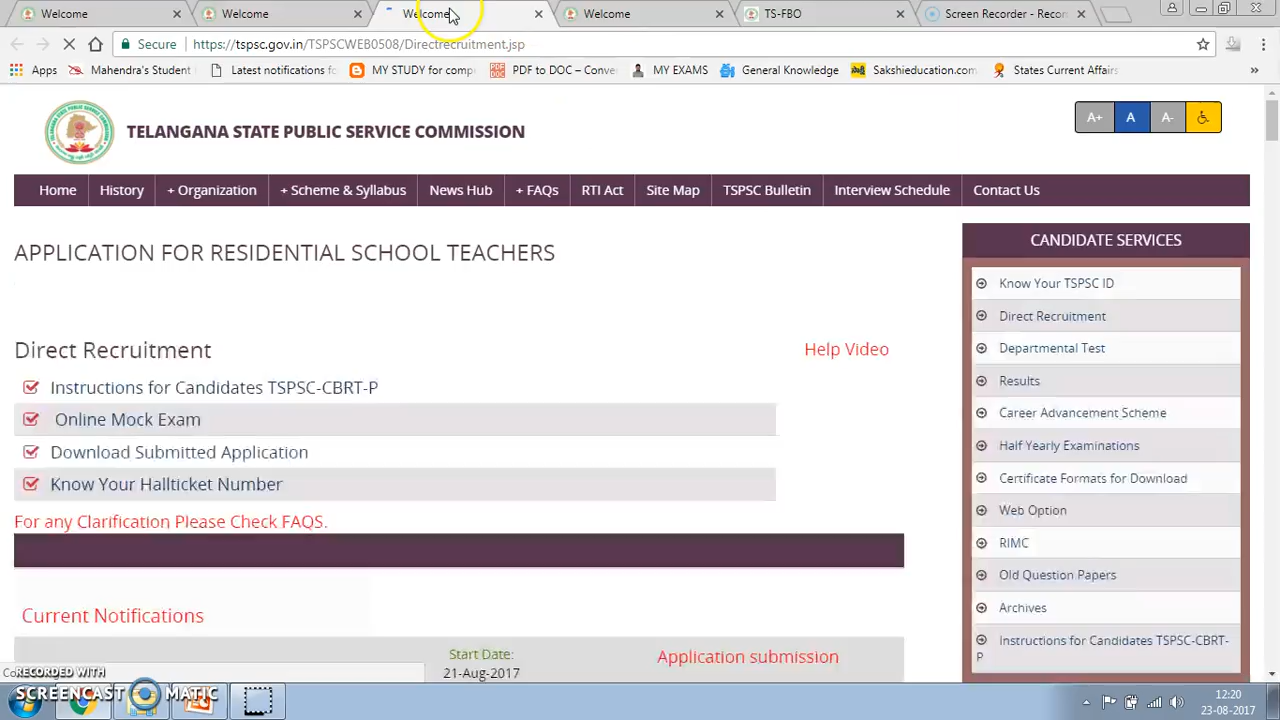 Welcome
Welcome
Welcome
Welcome
TS-FBO
Screen Recorder - Recor
Secure
https://tspsc.gov.in/TSPSCWEB0508/Directrecruitment.jsp
Apps
Mahendra's Student
Latest notifications fo
MY STUDY for comp
PDF to DOC – Conver
MY EXAMS
General Knowledge
Sakshieducation.com
States Current Affairs
»
TELANGANA STATE PUBLIC SERVICE COMMISSION
A+ A A-
Home
History
+ Organization
+ Scheme & Syllabus
News Hub
+ FAQs
RTI Act
Site Map
TSPSC Bulletin
Interview Schedule
Contact Us
APPLICATION FOR RESIDENTIAL SCHOOL TEACHERS
Direct Recruitment
Help Video
Instructions for Candidates TSPSC-CBRT-P
Online Mock Exam
Download Submitted Application
Know Your Hallticket Number
For any Clarification Please Check FAQS.
Current Notifications
Start Date:
21-Aug-2017
Application submission
CANDIDATE SERVICES
Know Your TSPSC ID
Direct Recruitment
Departmental Test
Results
Career Advancement Scheme
Half Yearly Examinations
Certificate Formats for Download
Web Option
RIMC
Old Question Papers
Archives
Instructions for Candidates TSPSC-CBRT-
P
RECORDED WITH
SCREENCAST MATIC
12:20
23-08-2017